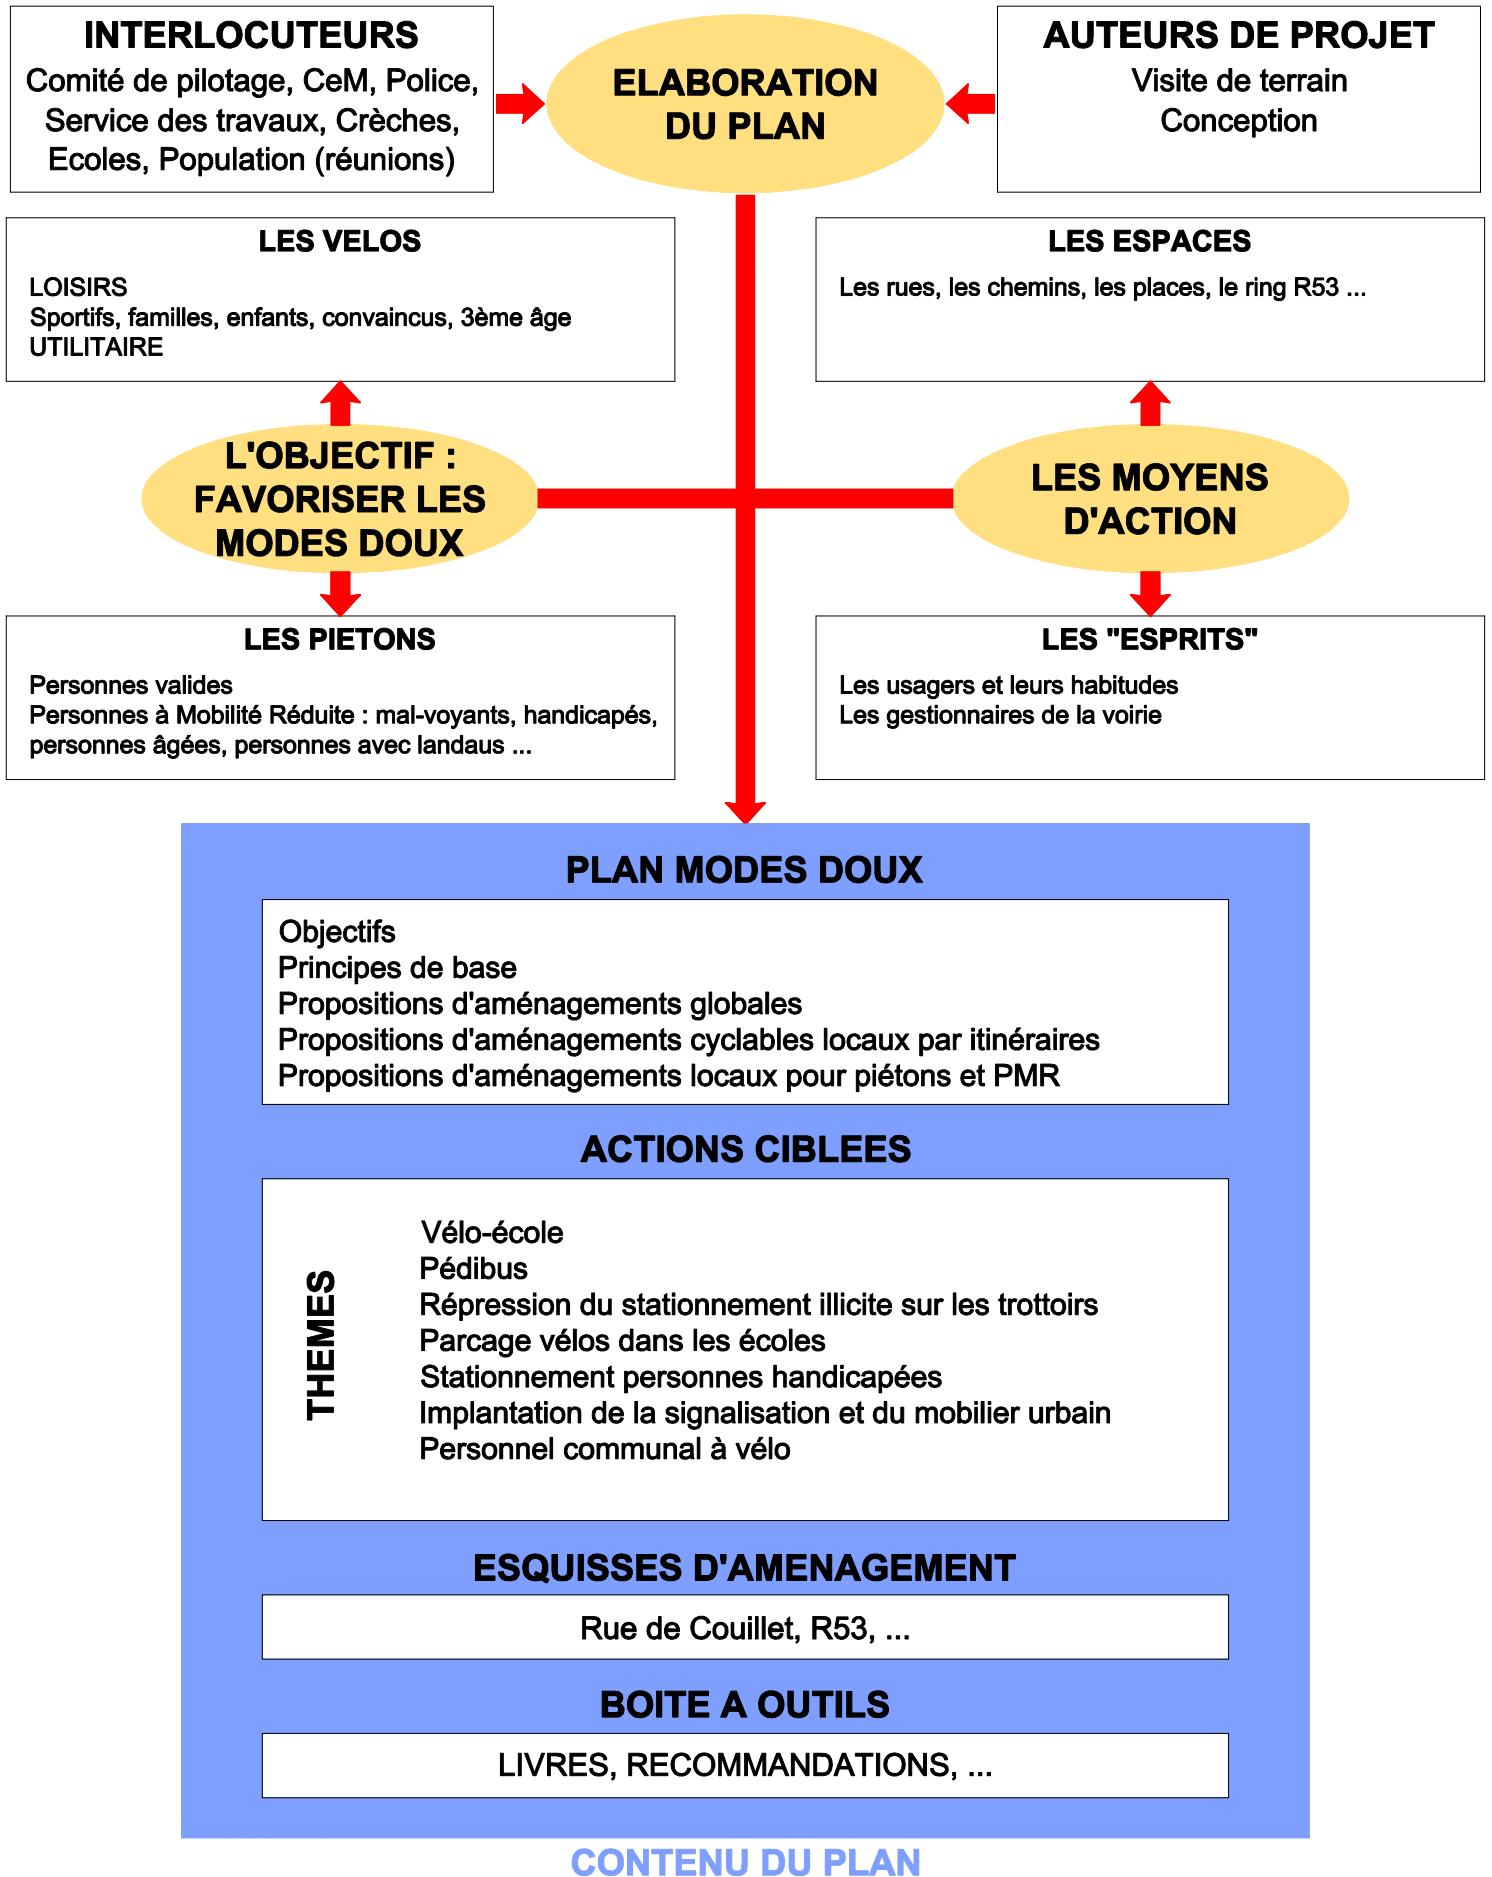 INTERLOCUTEURS
Comité de pilotage, CeM, Police,
Service des travaux, Crèches,
Ecoles, Population (réunions)
ELABORATION
DU PLAN
AUTEURS DE PROJET
Visite de terrain
Conception
LES VELOS
LOISIRS
Sportifs, familles, enfants, convaincus, 3ème âge
UTILITAIRE
LES ESPACES
Les rues, les chemins, les places, le ring R53 ...
L'OBJECTIF :
FAVORISER LES
MODES DOUX
LES MOYENS
D'ACTION
LES PIETONS
Personnes valides
Personnes à Mobilité Réduite : mal-voyants, handicapés,
personnes âgées, personnes avec landaus ...
LES "ESPRITS"
Les usagers et leurs habitudes
Les gestionnaires de la voirie
PLAN MODES DOUX
Objectifs
Principes de base
Propositions d'aménagements globales
Propositions d'aménagements cyclables locaux par itinéraires
Propositions d'aménagements locaux pour piétons et PMR
ACTIONS CIBLEES
THEMES
Vélo-école
Pédibus
Répression du stationnement illicite sur les trottoirs
Parcage vélos dans les écoles
Stationnement personnes handicapées
Implantation de la signalisation et du mobilier urbain
Personnel communal à vélo
ESQUISSES D'AMENAGEMENT
Rue de Couillet, R53, ...
BOITE A OUTILS
LIVRES, RECOMMANDATIONS, ...
CONTENU DU PLAN